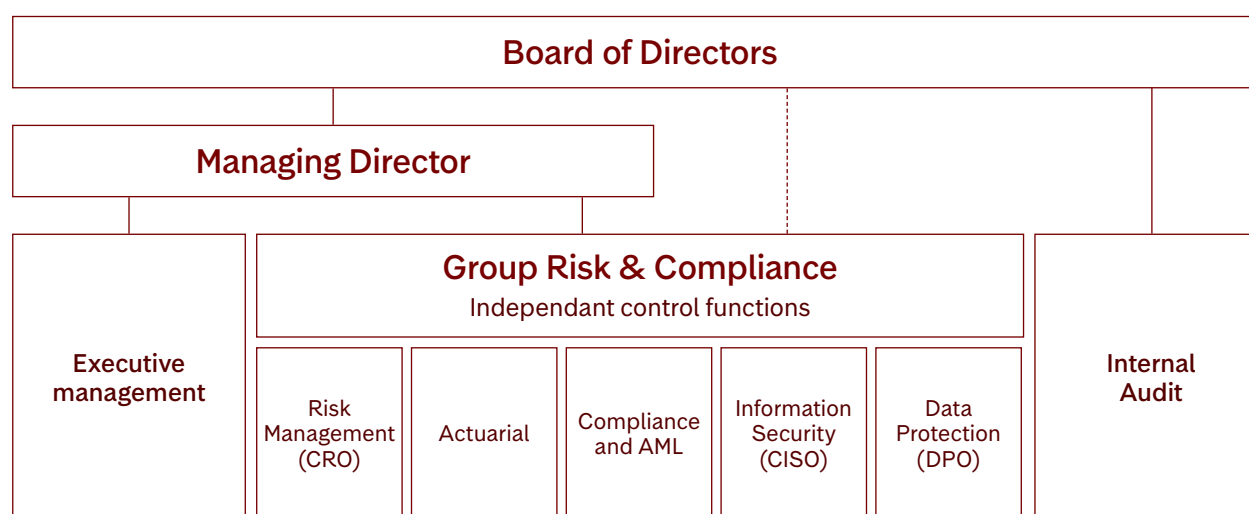 Board of Directors
Managing Director
Group Risk & Compliance
Independant control functions
Executive
management
Risk
Management
(CRO)
Actuarial
Compliance
and AML
Information
Security
(CISO)
Data
Protection
(DPO)
Internal
Audit